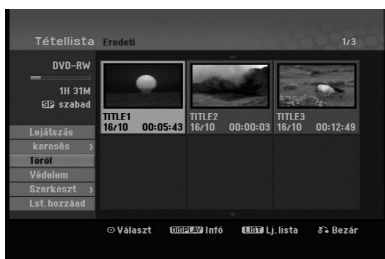 Tétellista Eredeti 1/3
DVD-RW
1H 31M
SP szabad
TITLE1 TITLE2 TITLE3
16/10 00:05:43 16/10 00:00:03 16/10 00:12:49
Lejátszás
keresés
Töröl
Védelem
Szerkeszt
Lst.hozzáad
Választ DISPLAY Infó LIST Lj.lista Bezár